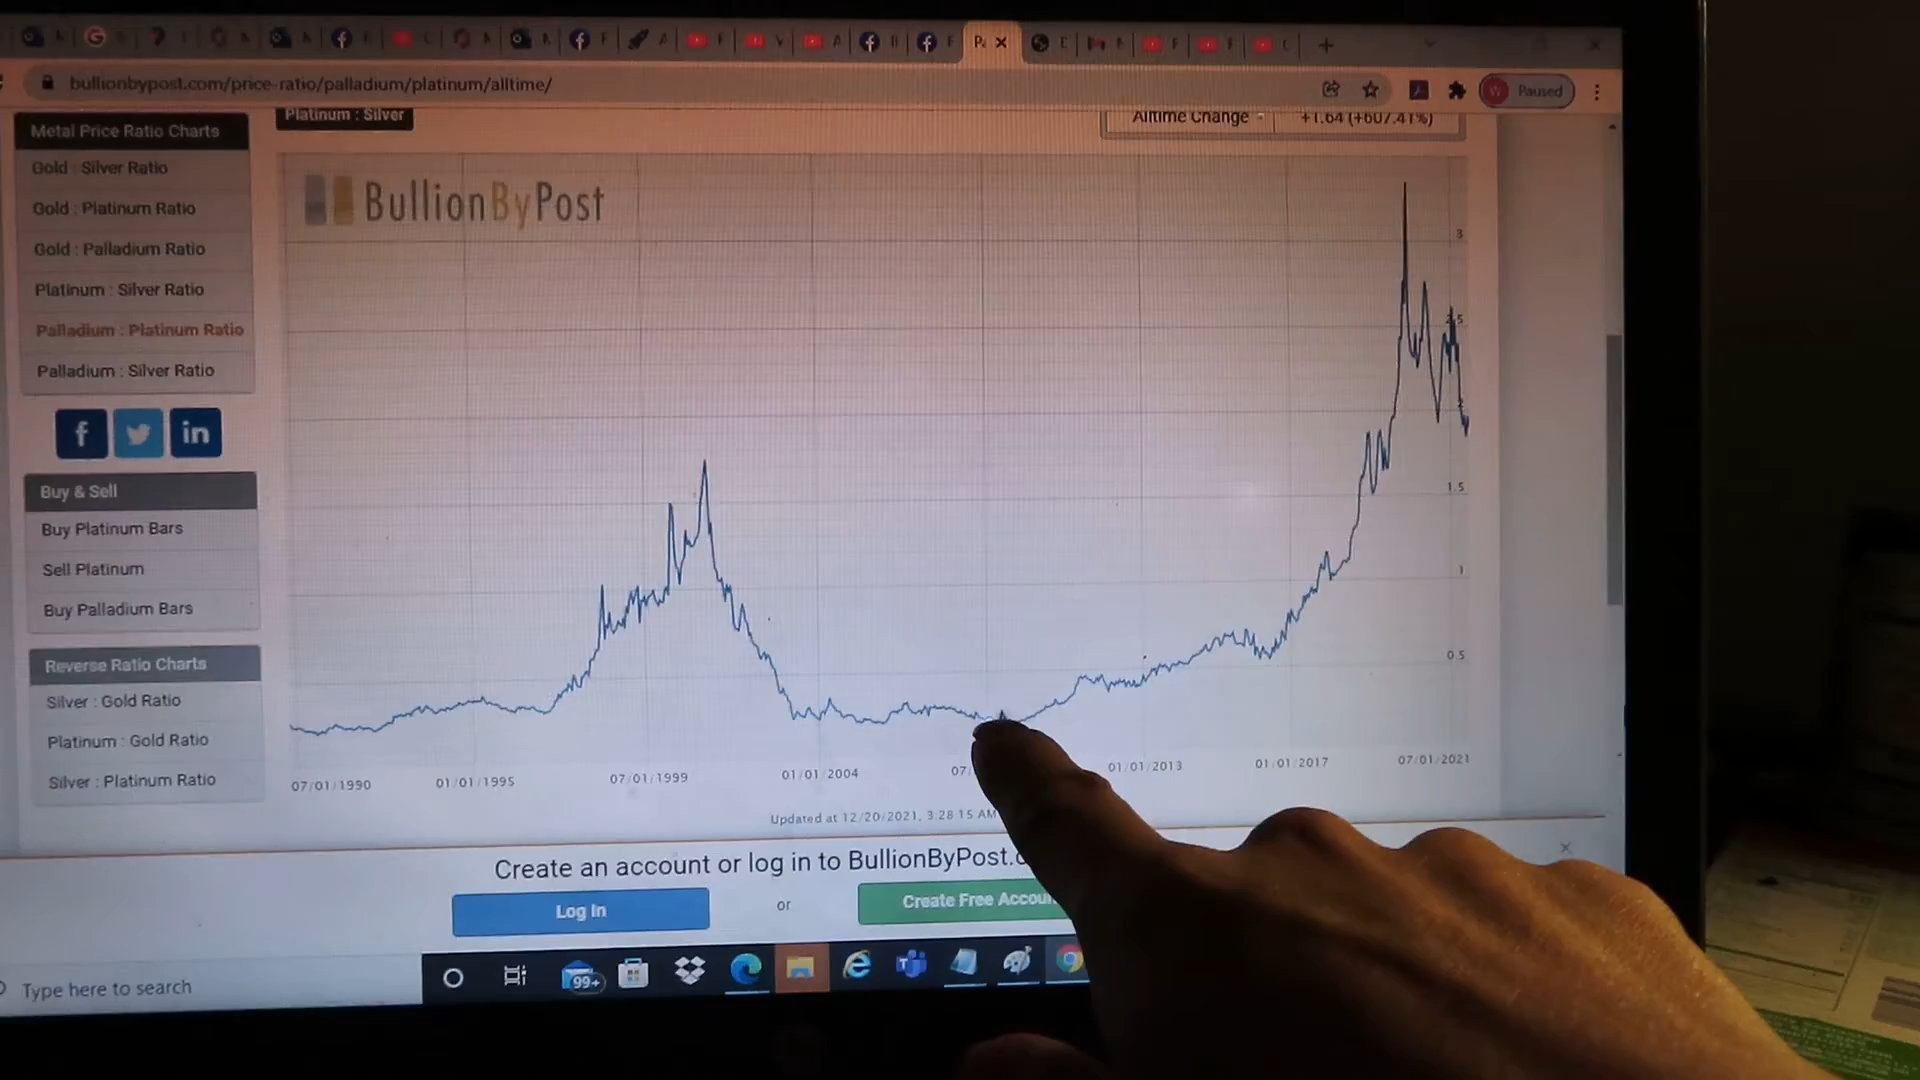 bullionbypost.com/price-ratio/palladium/platinum/alltime/
Paused
Metal Price Ratio Charts
Gold : Silver Ratio
Gold : Platinum Ratio
Gold : Palladium Ratio
Platinum : Silver Ratio
Palladium : Platinum Ratio
Palladium : Silver Ratio
Buy & Sell
Buy Platinum Bars
Sell Platinum
Buy Palladium Bars
Reverse Ratio Charts
Silver : Gold Ratio
Platinum : Gold Ratio
Silver : Platinum Ratio
Platinum : Silver
Alltime Change
+1.64 (+607.41%)
BullionByPost
3
2.5
2
1.5
1
0.5
07/01/1990 01/01/1995 07/01/1999 01/01/2004 07/ 01/01/2013 01/01/2017 07/01/2021
Updated at 12/20/2021, 3:28:15 AM
Create an account or log in to BullionByPost.
Log In
or
Create Free
Type here to search
99+